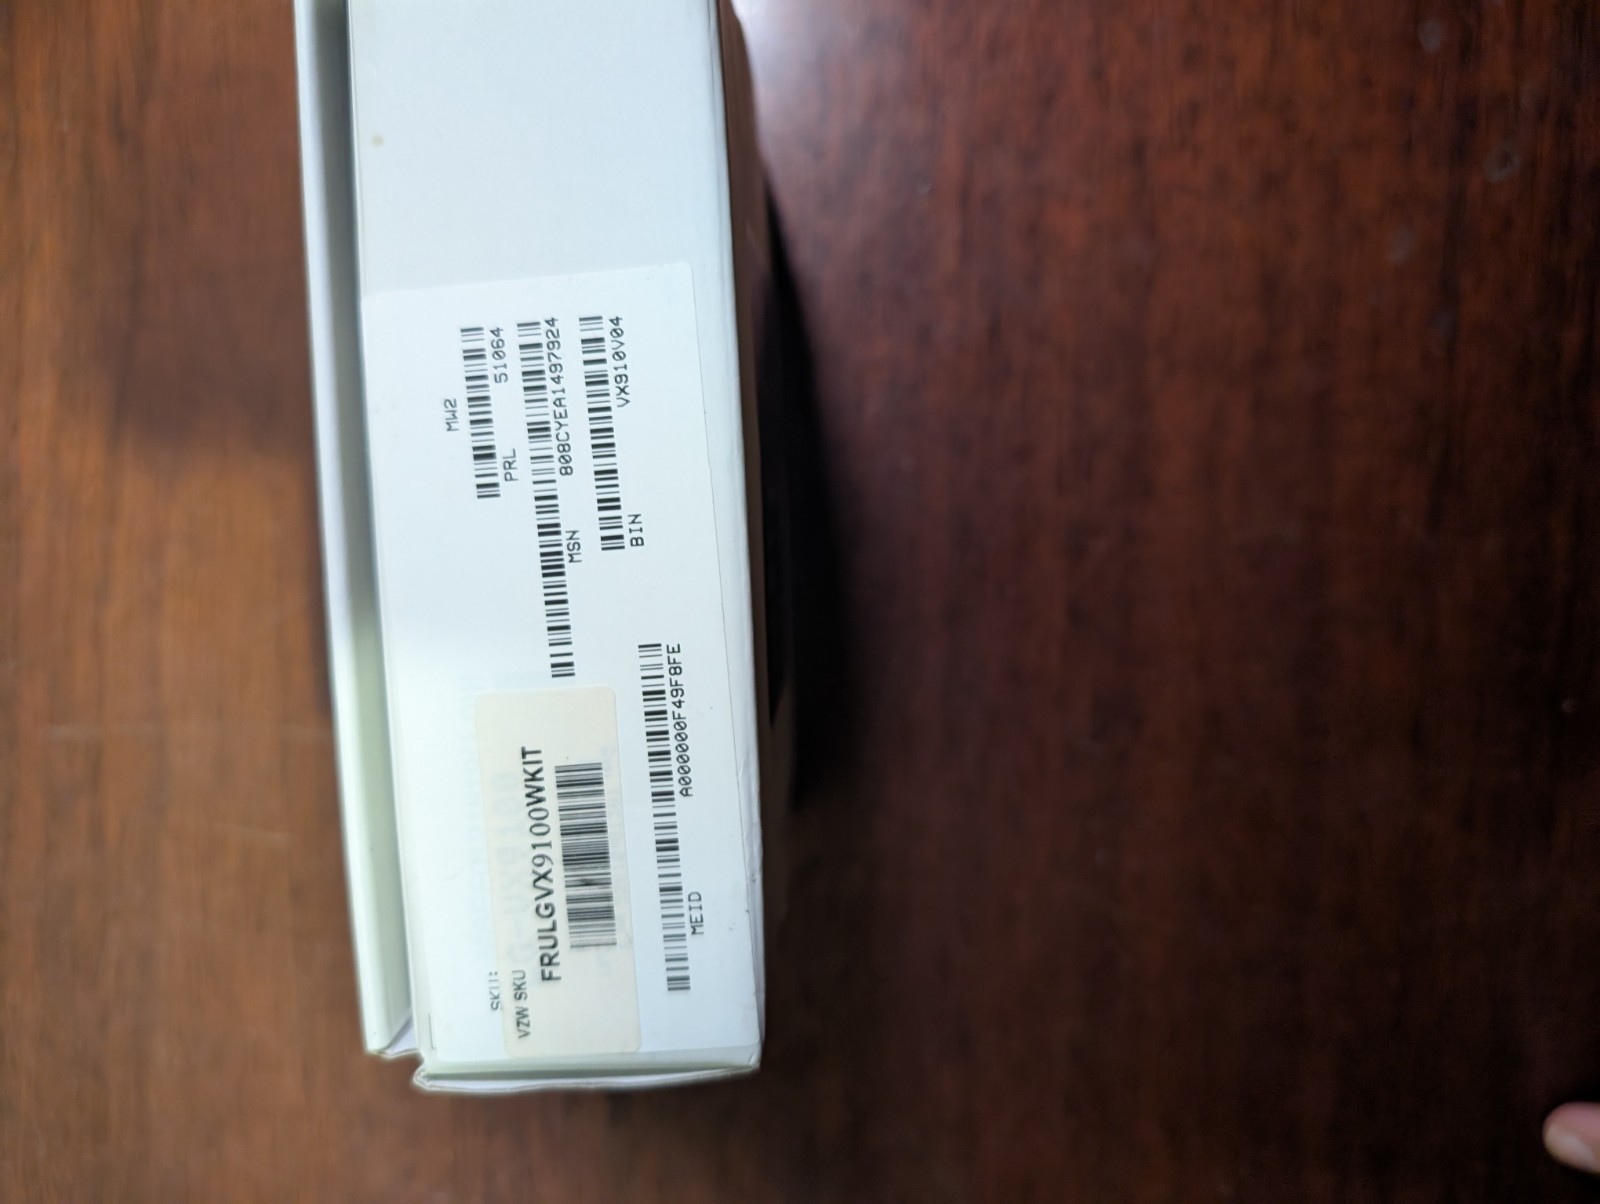 MW2
PRL 51064
MSN 808CYEA1497924
BIN VX910V04
SKU:
VZW SKU
FRULGVX9100WKIT
MEID A000000F49F8FE